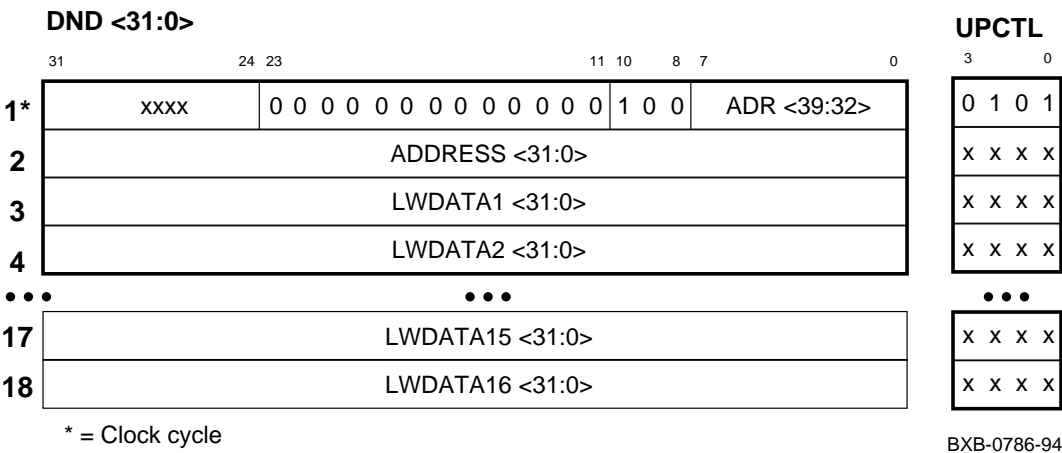 DND <31:0> UPCTL
31 24 23 11 10 8 7 0 3 0
1* xxxx 0 0 0 0 0 0 0 0 0 0 0 0 0 1 0 0 ADR <39:32> 0 1 0 1
2 ADDRESS <31:0> x x x x
3 LWDATA1 <31:0> x x x x
4 LWDATA2 <31:0> x x x x
••• ••• •••
17 LWDATA15 <31:0> x x x x
18 LWDATA16 <31:0> x x x x
* = Clock cycle
BXB-0786-94